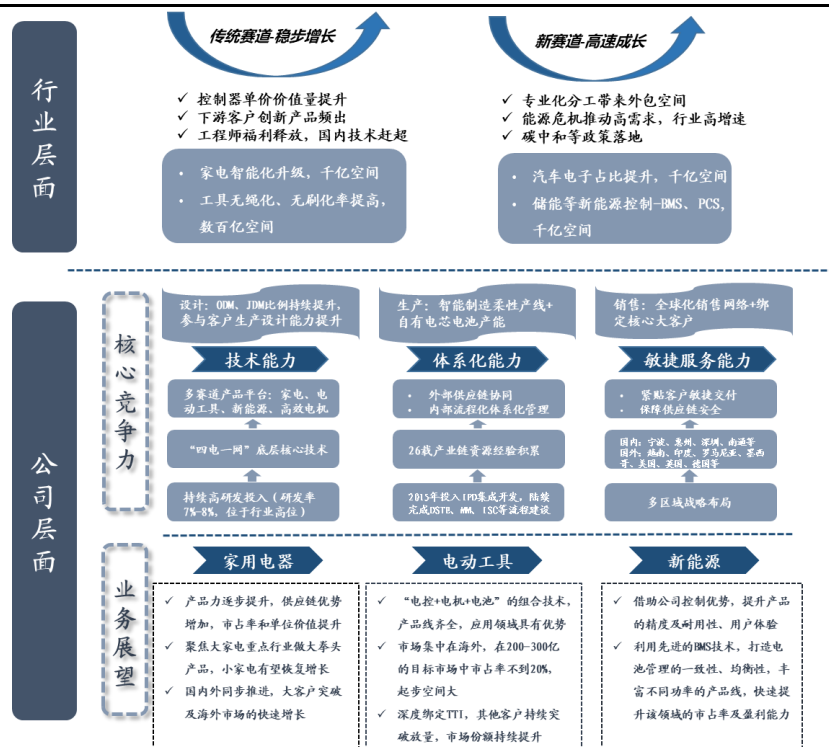 行业层面
传统赛道-稳步增长
✓ 控制器单价价值量提升
✓ 下游客户创新产品频出
✓ 工程师福利释放，国内技术赶超
• 家电智能化升级，千亿空间
• 工具无绳化、无刷化率提高，
数百亿空间
新赛道-高速成长
✓ 专业化分工带来外包空间
✓ 能源危机推动高需求，行业高增速
✓ 碳中和等政策落地
• 汽车电子占比提升，千亿空间
• 储能等新能源控制-BMS、PCS，
千亿空间
公司层面
核心竞争力
设计：ODM、JDM比例持续提升，
参与客户生产设计能力提升
技术能力
多赛道产品平台：家电、电
动工具、新能源、高效电机
“四电一网”底层核心技术
持续高研发投入（研发率
7%-8%，位于行业高位）
生产：智能制造柔性产线+
自有电芯电池产能
体系化能力
• 外部供应链协同
• 内部流程化体系化管理
26载产业链资源经验积累
2015年投入IPD集成开发，陆续
完成DSTB、MM、ISC等流程建设
销售：全球化销售网络+绑
定核心大客户
敏捷服务能力
• 紧贴客户敏捷交付
• 保障供应链安全
国内：宁波、惠州、深圳、南通等
国外：越南、印度、罗马尼亚、墨西
哥、美国、英国、德国等
多区域战略布局
业务展望
家用电器
✓ 产品力逐步提升，供应链优势
增加，市占率和单位价值提升
✓ 聚焦大家电重点行业做大拳头
产品，小家电有望恢复增长
✓ 国内外同步推进，大客户突破
及海外市场的快速增长
电动工具
✓ “电控+电机+电池”的组合技术，
产品线齐全，应用领域具有优势
✓ 市场集中在海外，在200-300亿
的目标市场中市占率不到20%，
起步空间大
✓ 深度绑定TTI，其他客户持续突
破放量，市场份额持续提升
新能源
✓ 借助公司控制优势，提升产品
的精度及耐用性、用户体验
✓ 利用先进的BMS技术，打造电
池管理的一致性、均衡性，丰
富不同功率的产品线，快速提
升该领域的市占率及盈利能力